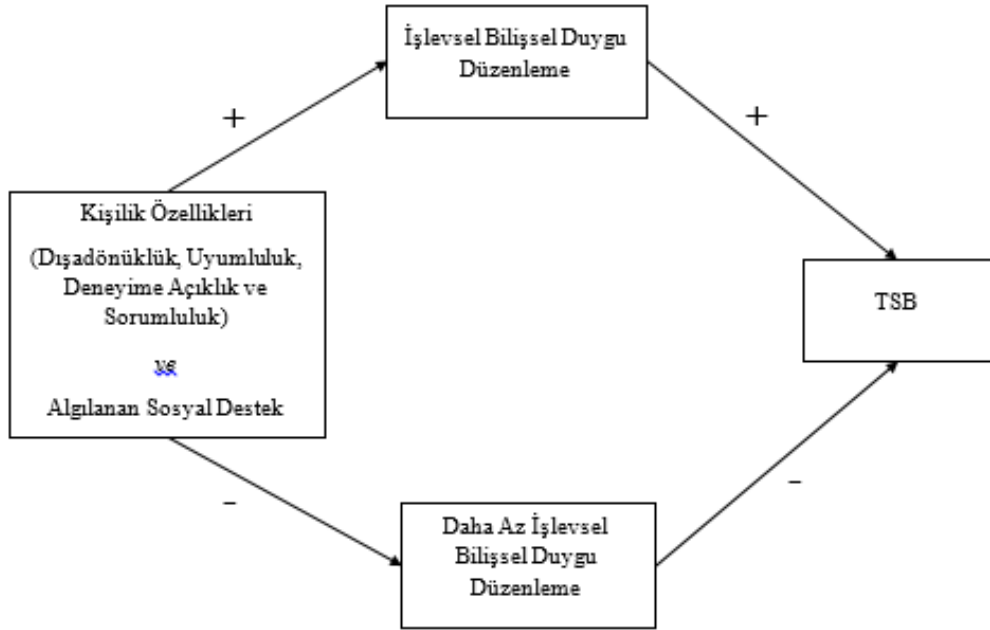 İşlevsel Bilişsel Duygu
Düzenleme
+
+
Kişilik Özellikleri
(Dışadönüklük, Uyumluluk,
Deneyime Açıklık ve
Sorumluluk)
ve
Algılanan Sosyal Destek
TSB
-
-
Daha Az İşlevsel
Bilişsel Duygu
Düzenleme